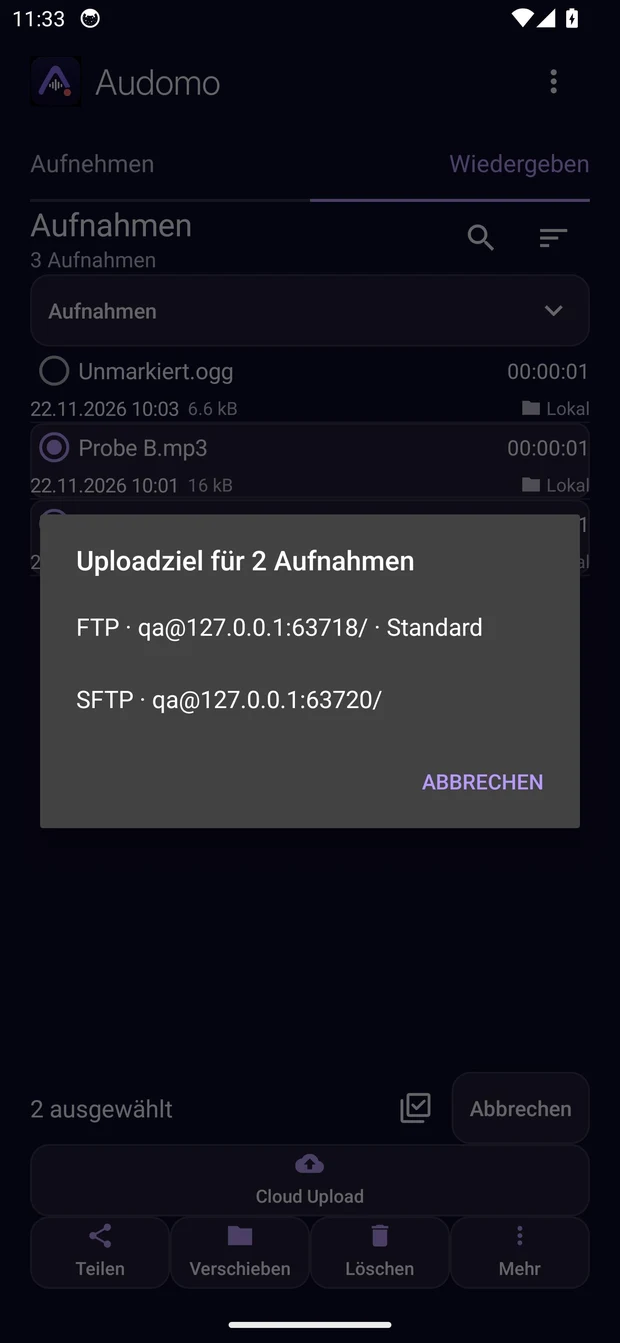 11:33
Audomo
Aufnehmen
Wiedergeben
Aufnahmen
3 Aufnahmen
Aufnahmen
Unmarkiert.ogg 00:00:01
22.11.2026 10:03 6.6 kB Lokal
Probe B.mp3 00:00:01
22.11.2026 10:01 16 kB Lokal
Uploadziel für 2 Aufnahmen
FTP · qa@127.0.0.1:63718/ · Standard
SFTP · qa@127.0.0.1:63720/
ABBRECHEN
2 ausgewählt
Abbrechen
Cloud Upload
Teilen Verschieben Löschen Mehr